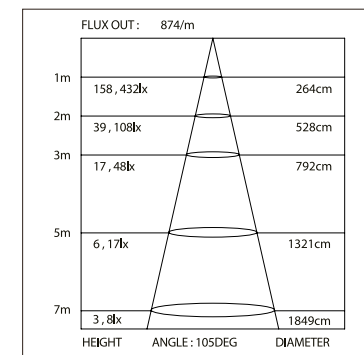 FLUX OUT : 874/m
1m
158 , 432lx 264cm
2m
39 , 108lx 528cm
3m
17 , 48lx 792cm
5m
6 , 17lx 1321cm
7m
3 , 8lx 1849cm
HEIGHT ANGLE : 105DEG DIAMETER